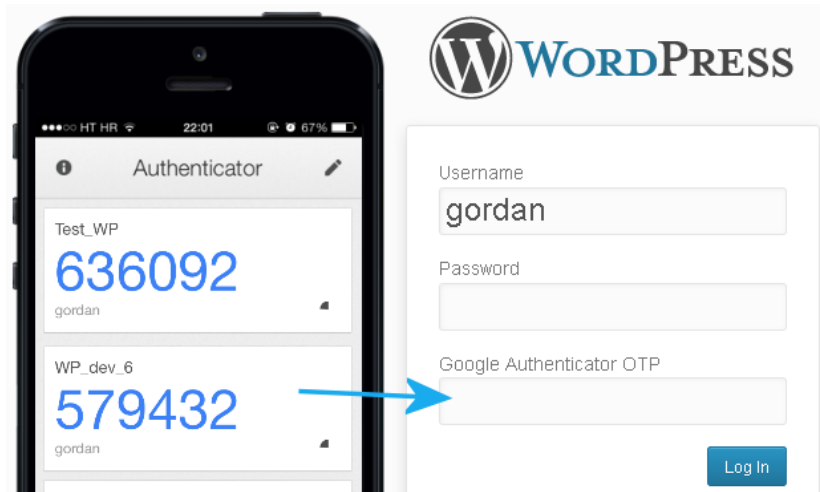 HT HR 22:01 67%
Authenticator
Test_WP
636092
gordan
WP_dev_6
579432
gordan
WORDPRESS
Username
gordan
Password
Google Authenticator OTP
Log In